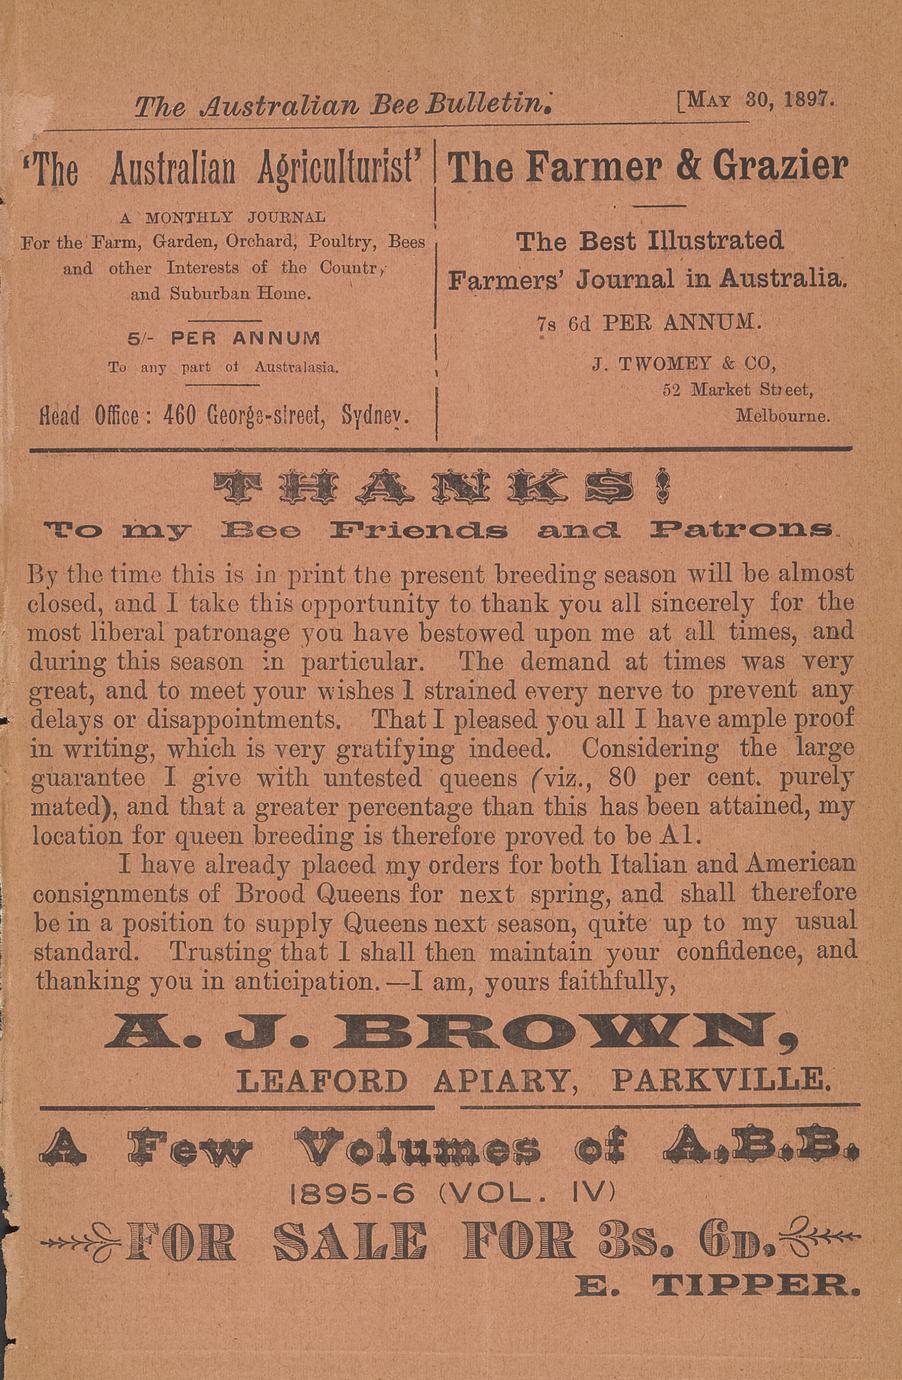 The Australian Bee Bulletin. [MAY 30, 1897.
'The Australian Agriculturist'
A MONTHLY JOURNAL
For the Farm, Garden, Orchard, Poultry, Bees
and other Interests of the Country
and Suburban Home.
5/- PER ANNUM
To any part of Australasia.
Head Office: 460 George-street, Sydney.
The Farmer & Grazier
The Best Illustrated
Farmers' Journal in Australia.
7s 6d PER ANNUM.
J. TWOMEY & CO,
52 Market Street,
Melbourne.
THANKS!
To my Bee Friends and Patrons.
By the time this is in print the present breeding season will be almost
closed, and I take this opportunity to thank you all sincerely for the
most liberal patronage you have bestowed upon me at all times, and
during this season in particular. The demand at times was very
great, and to meet your wishes I strained every nerve to prevent any
delays or disappointments. That I pleased you all I have ample proof
in writing, which is very gratifying indeed. Considering the large
guarantee I give with untested queens (viz., 80 per cent. purely
mated), and that a greater percentage than this has been attained, my
location for queen breeding is therefore proved to be A1.
I have already placed my orders for both Italian and American
consignments of Brood Queens for next spring, and shall therefore
be in a position to supply Queens next season, quite up to my usual
standard. Trusting that I shall then maintain your confidence, and
thanking you in anticipation.—I am, yours faithfully,
A. J. BROWN,
LEAFORD APIARY, PARKVILLE.
A Few Volumes of A.B.B.
1895-6 (VOL. IV)
FOR SALE FOR 3s. 6D.
E. TIPPER.